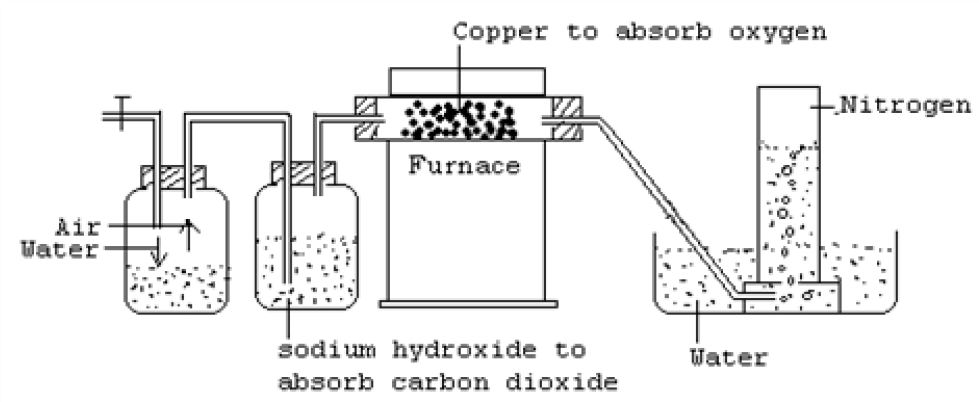 Copper to absorb oxygen
Nitrogen
Furnace
Air
Water
sodium hydroxide to
absorb carbon dioxide
Water